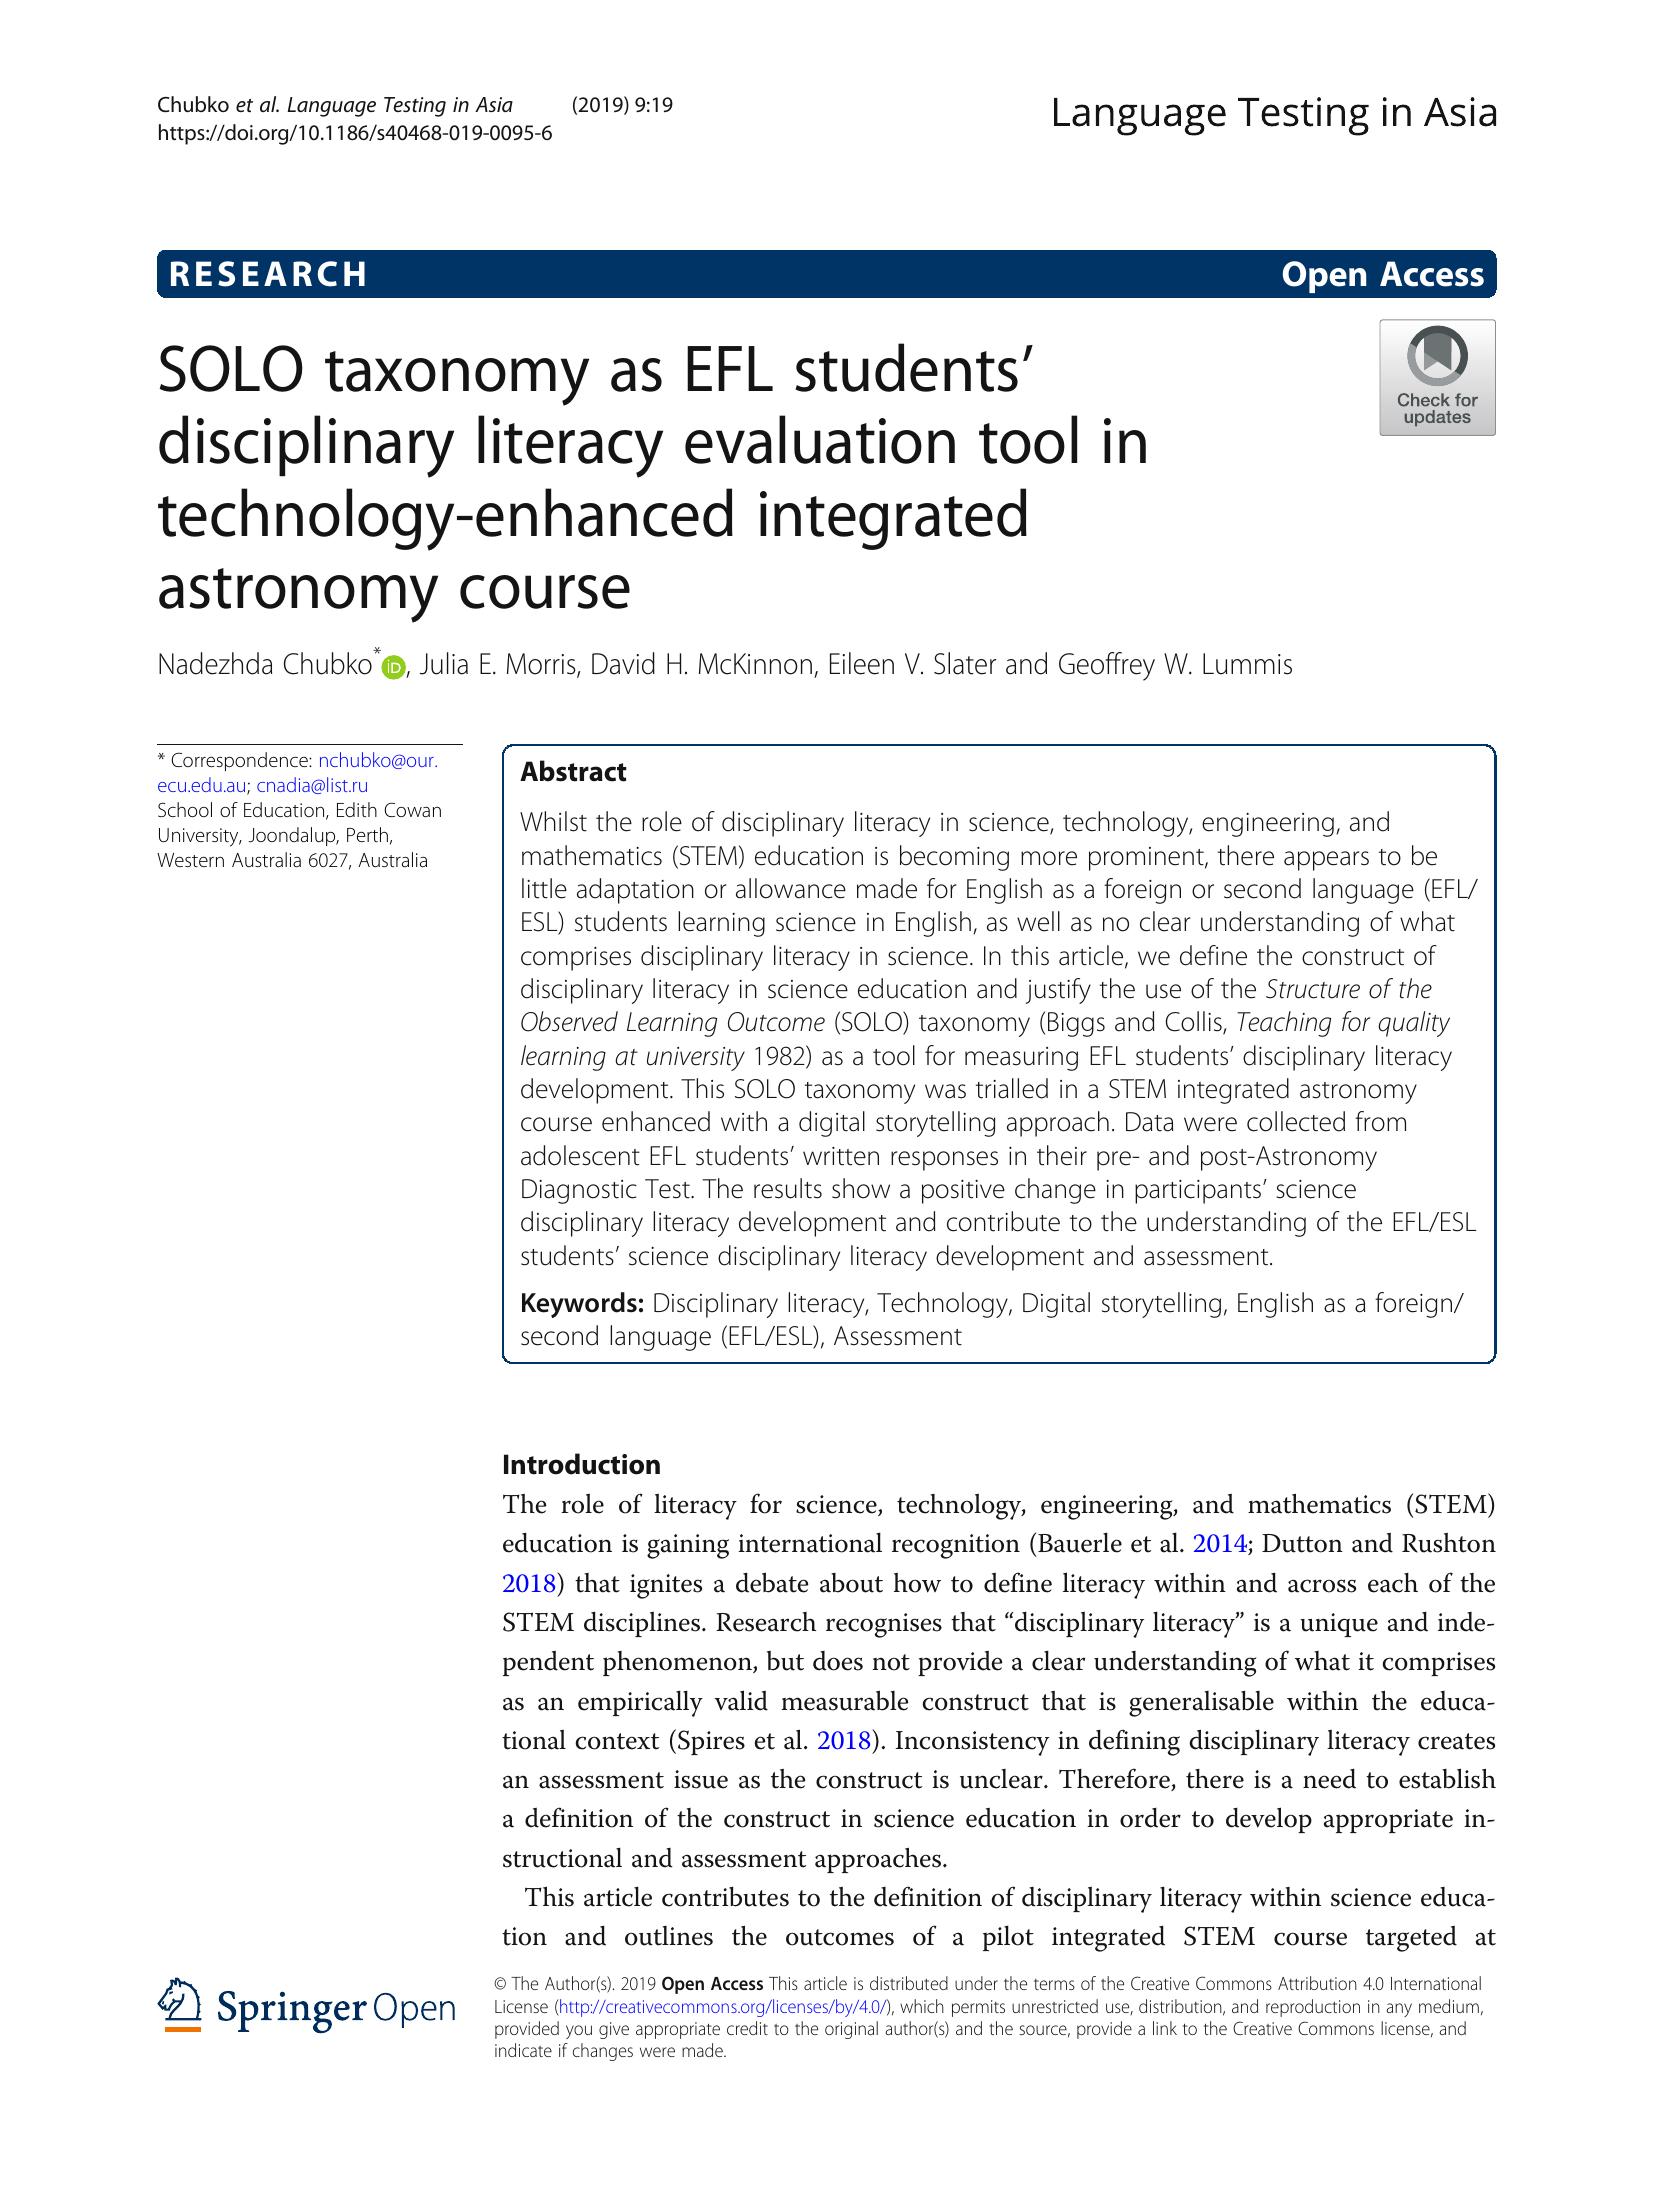 Chubko et al. Language Testing in Asia (2019) 9:19
https://doi.org/10.1186/s40468-019-0095-6
Language Testing in Asia
RESEARCH Open Access
SOLO taxonomy as EFL students’
disciplinary literacy evaluation tool in
technology-enhanced integrated
astronomy course
Check for
updates
Nadezhda Chubko* iD, Julia E. Morris, David H. McKinnon, Eileen V. Slater and Geoffrey W. Lummis
* Correspondence: nchubko@our.
ecu.edu.au; cnadia@list.ru
School of Education, Edith Cowan
University, Joondalup, Perth,
Western Australia 6027, Australia
Abstract
Whilst the role of disciplinary literacy in science, technology, engineering, and
mathematics (STEM) education is becoming more prominent, there appears to be
little adaptation or allowance made for English as a foreign or second language (EFL/
ESL) students learning science in English, as well as no clear understanding of what
comprises disciplinary literacy in science. In this article, we define the construct of
disciplinary literacy in science education and justify the use of the Structure of the
Observed Learning Outcome (SOLO) taxonomy (Biggs and Collis, Teaching for quality
learning at university 1982) as a tool for measuring EFL students’ disciplinary literacy
development. This SOLO taxonomy was trialled in a STEM integrated astronomy
course enhanced with a digital storytelling approach. Data were collected from
adolescent EFL students’ written responses in their pre- and post-Astronomy
Diagnostic Test. The results show a positive change in participants’ science
disciplinary literacy development and contribute to the understanding of the EFL/ESL
students’ science disciplinary literacy development and assessment.
Keywords: Disciplinary literacy, Technology, Digital storytelling, English as a foreign/
second language (EFL/ESL), Assessment
Introduction
The role of literacy for science, technology, engineering, and mathematics (STEM)
education is gaining international recognition (Bauerle et al. 2014; Dutton and Rushton
2018) that ignites a debate about how to define literacy within and across each of the
STEM disciplines. Research recognises that “disciplinary literacy” is a unique and inde-
pendent phenomenon, but does not provide a clear understanding of what it comprises
as an empirically valid measurable construct that is generalisable within the educa-
tional context (Spires et al. 2018). Inconsistency in defining disciplinary literacy creates
an assessment issue as the construct is unclear. Therefore, there is a need to establish
a definition of the construct in science education in order to develop appropriate in-
structional and assessment approaches.
This article contributes to the definition of disciplinary literacy within science educa-
tion and outlines the outcomes of a pilot integrated STEM course targeted at
Springer Open
© The Author(s). 2019 Open Access This article is distributed under the terms of the Creative Commons Attribution 4.0 International
License (http://creativecommons.org/licenses/by/4.0/), which permits unrestricted use, distribution, and reproduction in any medium,
provided you give appropriate credit to the original author(s) and the source, provide a link to the Creative Commons license, and
indicate if changes were made.